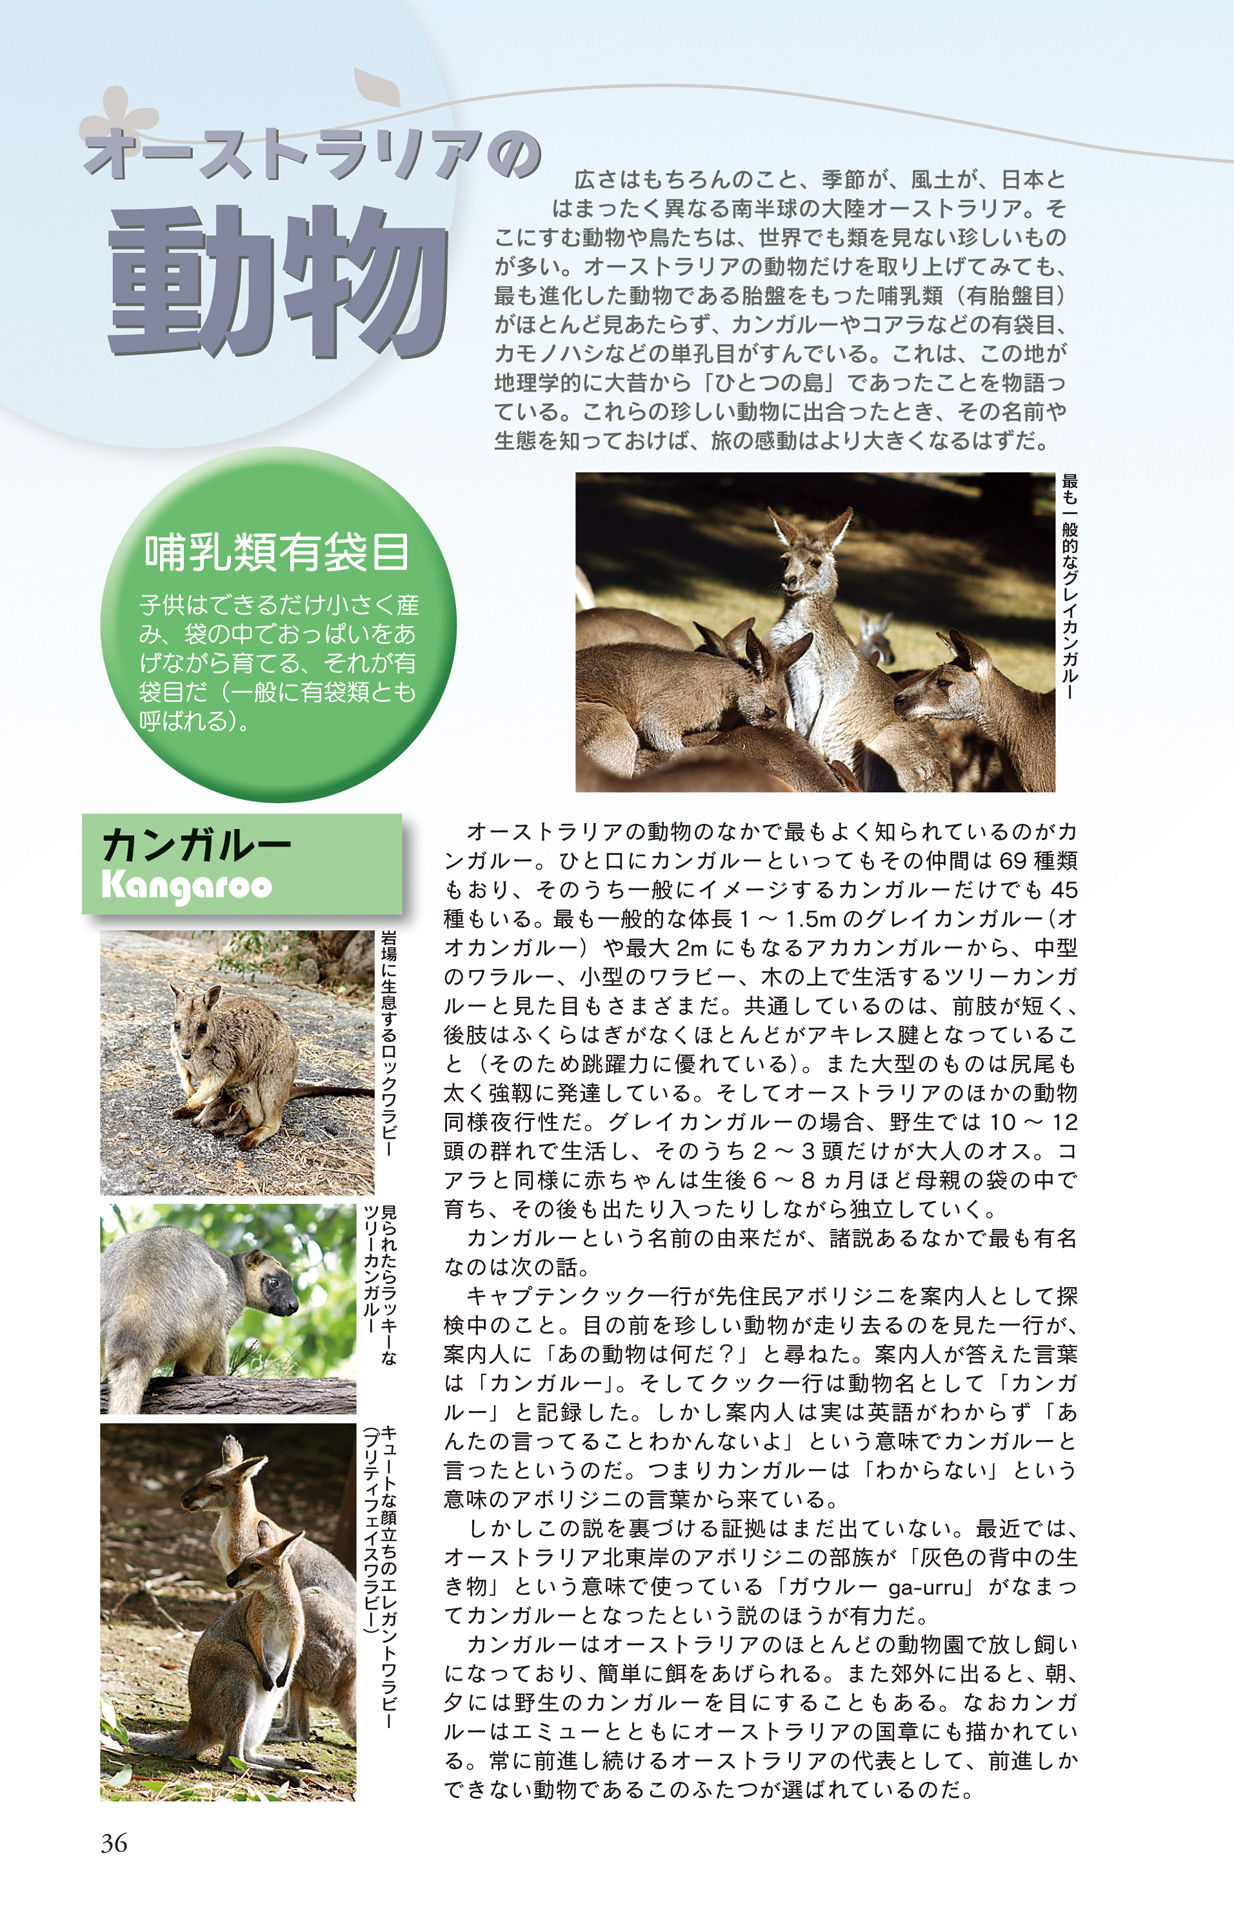 オーストラリアの
動物
広さはもちろんのこと、季節が、風土が、日本と
はまったく異なる南半球の大陸オーストラリア。そ
こにすむ動物や鳥たちは、世界でも類を見ない珍しいもの
が多い。オーストラリアの動物だけを取り上げてみても、
最も進化した動物である胎盤をもった哺乳類（有胎盤目）
がほとんど見あたらず、カンガルーやコアラなどの有袋目、
カモノハシなどの単孔目がすんでいる。これは、この地が
地理学的に大昔から「ひとつの島」であったことを物語っ
ている。これらの珍しい動物に出合ったとき、その名前や
生態を知っておけば、旅の感動はより大きくなるはずだ。
最も一般的なグレイカンガルー
哺乳類有袋目
子供はできるだけ小さく産
み、袋の中でおっぱいをあ
げながら育てる、それが有
袋目だ（一般に有袋類とも
呼ばれる）。
カンガルー
Kangaroo
岩場に生息するロックワラビー
見られたらラッキーな
ツリーカンガルー
キュートな顔立ちのエレガントワラビー
（プリティフェイスワラビー）
オーストラリアの動物のなかで最もよく知られているのがカ
ンガルー。ひと口にカンガルーといってもその仲間は 69 種類
もおり、そのうち一般にイメージするカンガルーだけでも 45
種もいる。最も一般的な体長 1 ～ 1.5m のグレイカンガルー（オ
オカンガルー）や最大 2m にもなるアカカンガルーから、中型
のワラルー、小型のワラビー、木の上で生活するツリーカンガ
ルーと見た目もさまざまだ。共通しているのは、前肢が短く、
後肢はふくらはぎがなくほとんどがアキレス腱となっているこ
と（そのため跳躍力に優れている）。また大型のものは尻尾も
太く強靱に発達している。そしてオーストラリアのほかの動物
同様夜行性だ。グレイカンガルーの場合、野生では 10 ～ 12
頭の群れで生活し、そのうち 2 ～ 3 頭だけが大人のオス。コ
アラと同様に赤ちゃんは生後 6 ～ 8 ヵ月ほど母親の袋の中で
育ち、その後も出たり入ったりしながら独立していく。
カンガルーという名前の由来だが、諸説あるなかで最も有名
なのは次の話。
キャプテンクック一行が先住民アボリジニを案内人として探
検中のこと。目の前を珍しい動物が走り去るのを見た一行が、
案内人に「あの動物は何だ？」と尋ねた。案内人が答えた言葉
は「カンガルー」。そしてクック一行は動物名として「カンガ
ルー」と記録した。しかし案内人は実は英語がわからず「あ
んたの言ってることわかんないよ」という意味でカンガルーと
言ったというのだ。つまりカンガルーは「わからない」という
意味のアボリジニの言葉から来ている。
しかしこの説を裏づける証拠はまだ出ていない。最近では、
オーストラリア北東岸のアボリジニの部族が「灰色の背中の生
き物」という意味で使っている「ガウルー ga-urru」がなまっ
てカンガルーとなったという説のほうが有力だ。
カンガルーはオーストラリアのほとんどの動物園で放し飼い
になっており、簡単に餌をあげられる。また郊外に出ると、朝、
夕には野生のカンガルーを目にすることもある。なおカンガ
ルーはエミューとともにオーストラリアの国章にも描かれてい
る。常に前進し続けるオーストラリアの代表として、前進しか
できない動物であるこのふたつが選ばれているのだ。
36